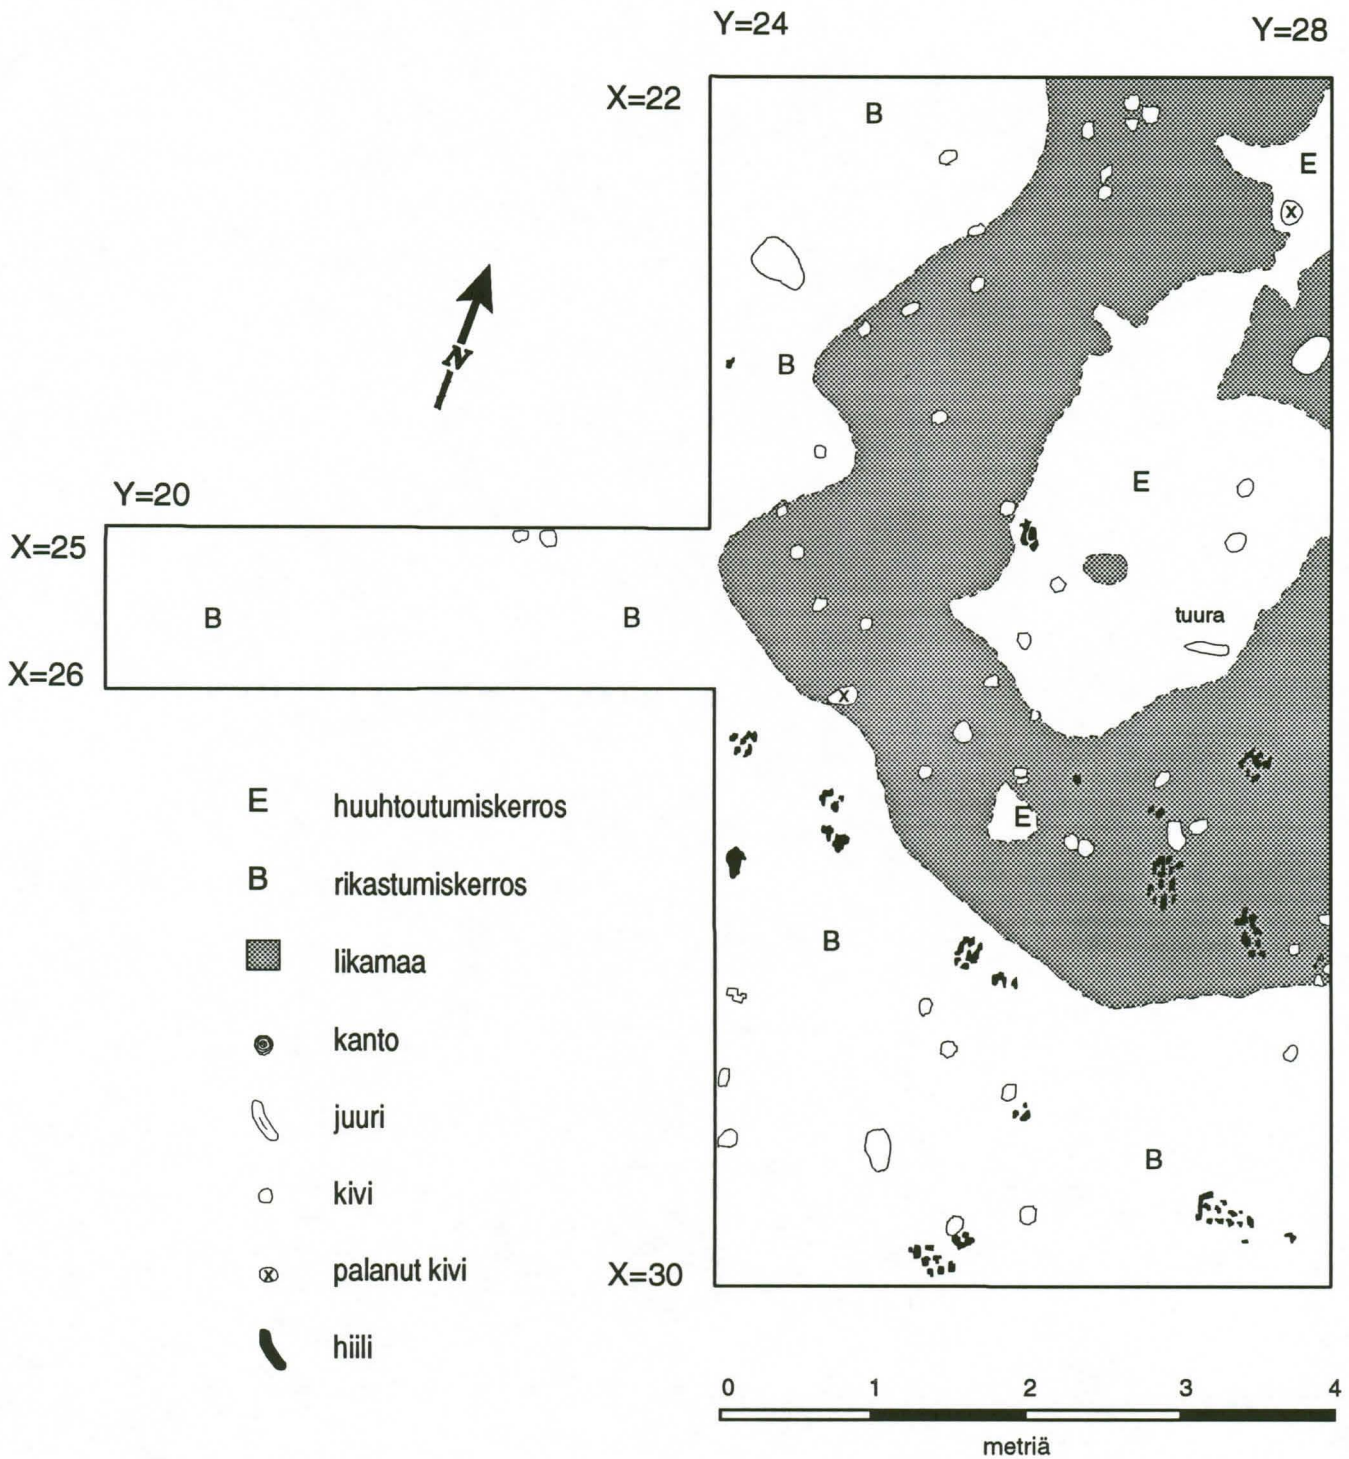 Y=24 Y=28
X=22
B
E
x
N
B
E
Y=20
X=25
B B
tuura
X=26
x
E huuhtoutumiskerros
E
B rikastumiskerros
B
likamaa
kanto
juuri
B
kivi
x palanut kivi
X=30
hiili
0 1 2 3 4
metriä